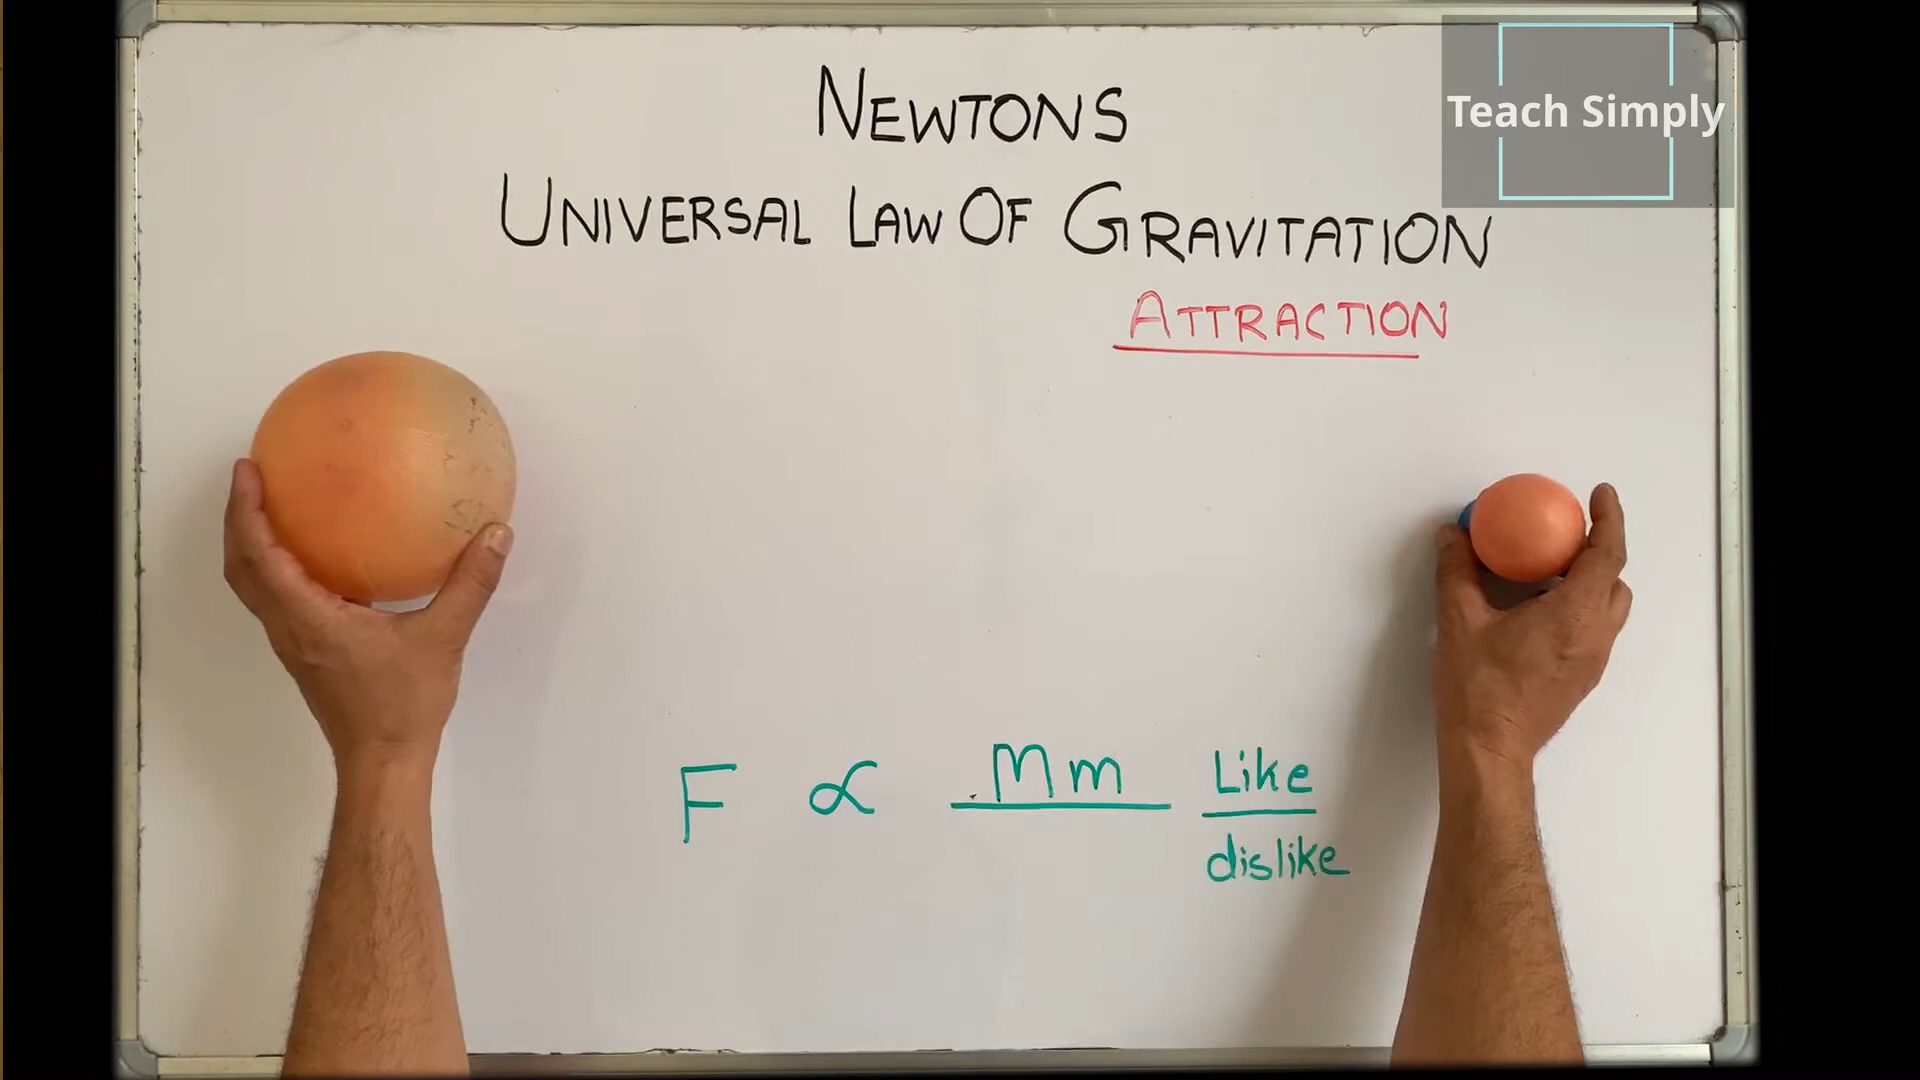 NEWTONS
Teach Simply
UNIVERSAL LAW OF GRAVITATION
ATTRACTION
F ∝ Mm
Like
dislike